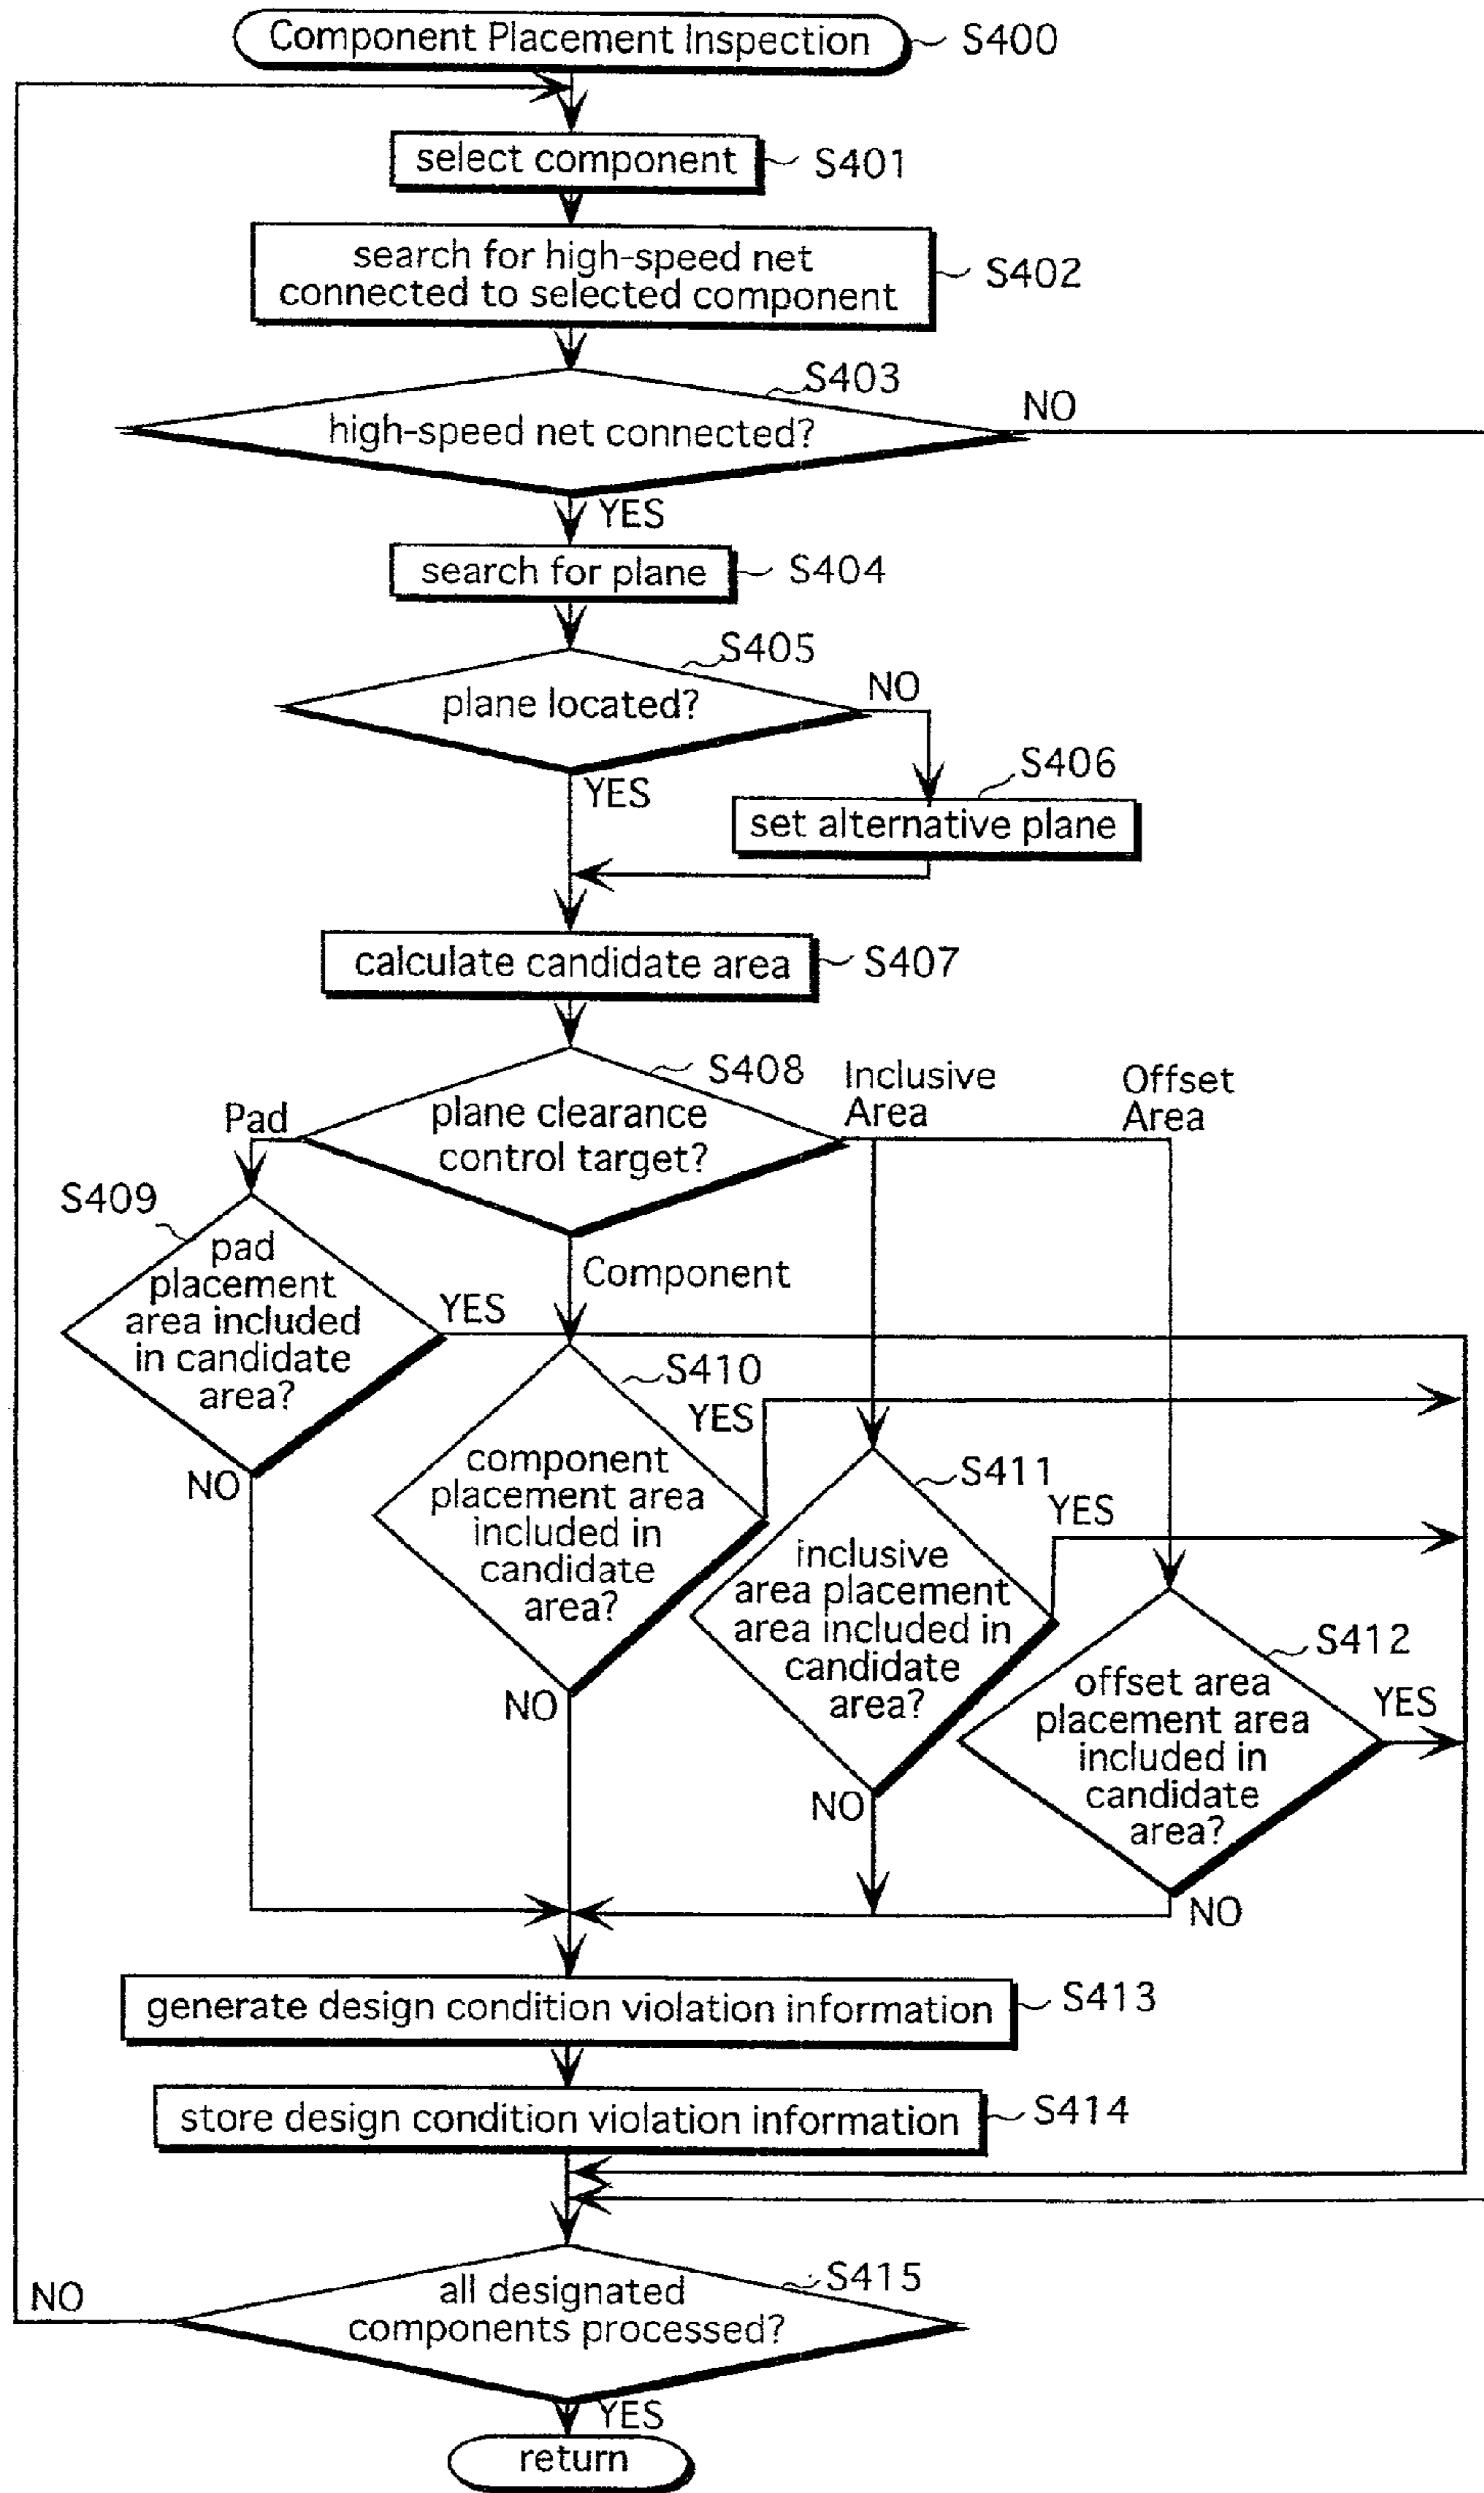 Component Placement Inspection
S400
select component
S401
search for high-speed net
connected to selected component
S402
S403
high-speed net connected?
NO
YES
search for plane
S404
S405
plane located?
NO
YES
S406
set alternative plane
calculate candidate area
S407
S408
plane clearance
control target?
Pad
Inclusive
Area
Offset
Area
Component
S409
pad
placement
area included
in candidate
area?
YES
NO
S410
YES
component
placement area
included in
candidate
area?
NO
S411
YES
inclusive
area placement
area included in
candidate
area?
NO
S412
offset area
placement area
included in
candidate
area?
YES
NO
generate design condition violation information
S413
store design condition violation information
S414
S415
all designated
components processed?
NO
YES
return